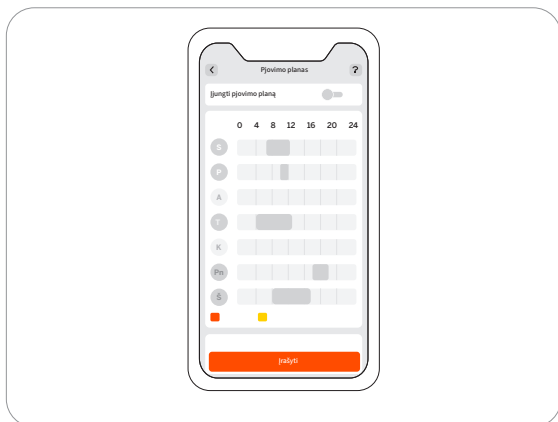 Pjovimo planas ?
Įjungti pjovimo planą
0 4 8 12 16 20 24
S
P
A
T
K
Pn
Š
Įrašyti